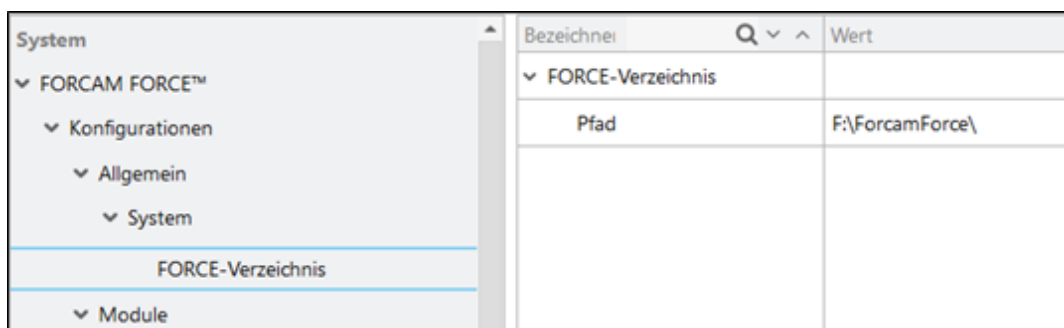 System
FORCAM FORCE™
Konfigurationen
Allgemein
System
FORCE-Verzeichnis
Module
Bezeichner Wert
FORCE-Verzeichnis
Pfad F:\ForcamForce\